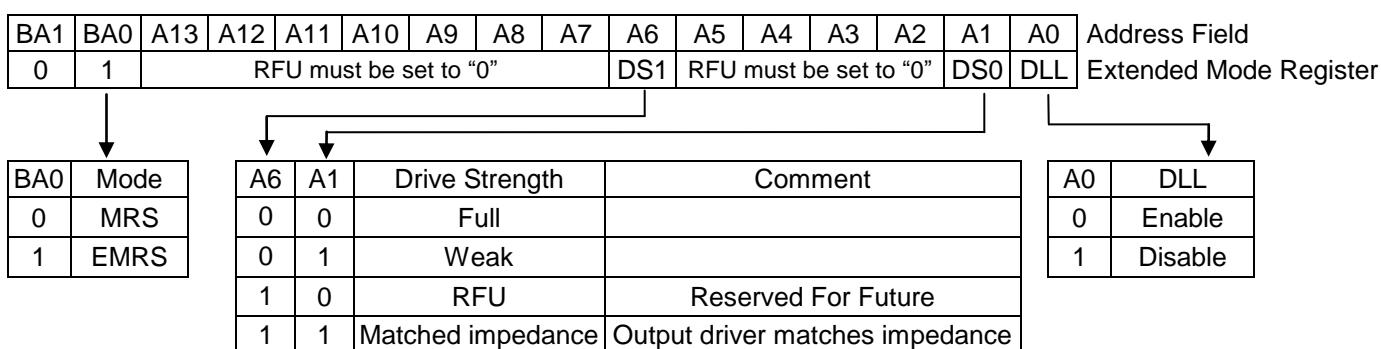 BA1 BA0 A13 A12 A11 A10 A9 A8 A7 A6 A5 A4 A3 A2 A1 A0 Address Field
0 1 RFU must be set to “0” DS1 RFU must be set to “0” DS0 DLL Extended Mode Register
BA0 Mode
0 MRS
1 EMRS
A6 A1 Drive Strength Comment
0 0 Full
0 1 Weak
1 0 RFU Reserved For Future
1 1 Matched impedance Output driver matches impedance
A0 DLL
0 Enable
1 Disable